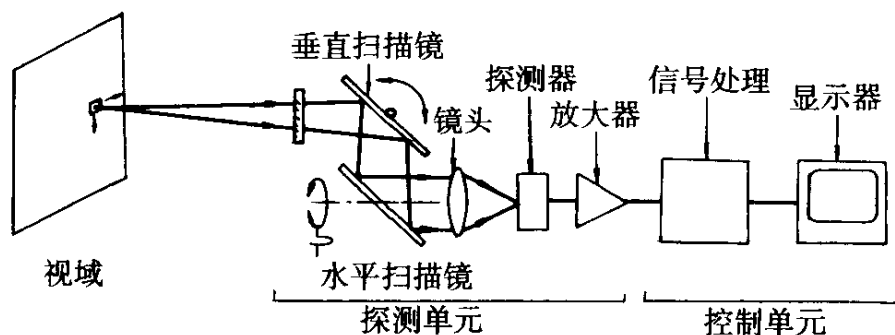 垂直扫描镜
探测器
信号处理
显示器
镜头
放大器
视域
水平扫描镜
探测单元
控制单元